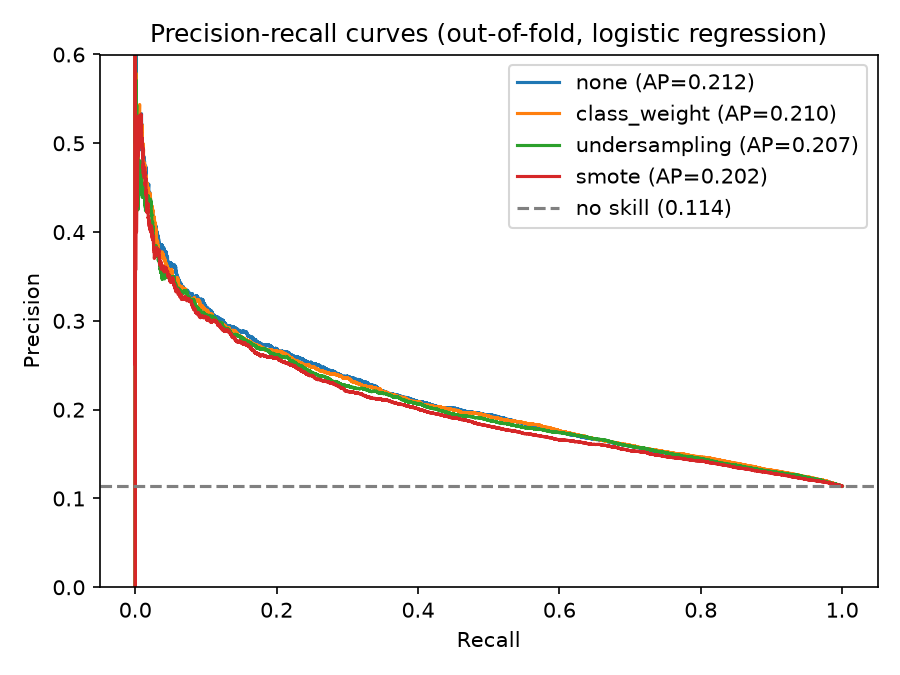 Precision-recall curves (out-of-fold, logistic regression)
0.6
0.5
0.4
0.3
0.2
0.1
0.0
Precision
none (AP=0.212)
class_weight (AP=0.210)
undersampling (AP=0.207)
smote (AP=0.202)
no skill (0.114)
0.0 0.2 0.4 0.6 0.8 1.0
Recall